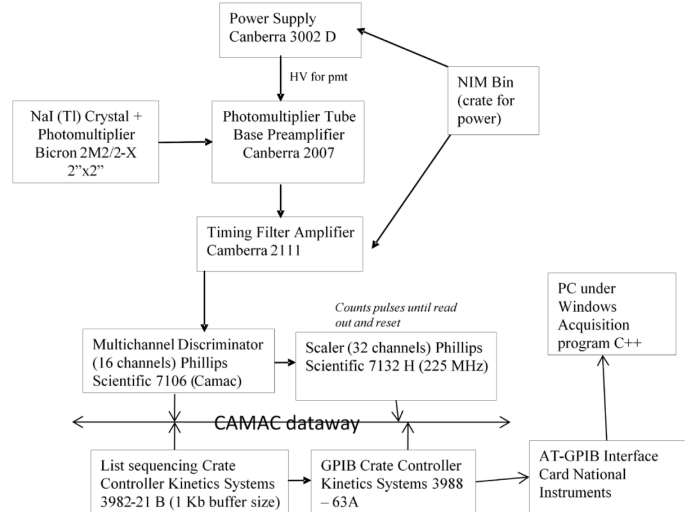 Power Supply
Canberra 3002 D
HV for pmt
NIM Bin
(crate for
power)
NaI (Tl) Crystal +
Photomultiplier
Bicron 2M2/2-X
2”x2”
Photomultiplier Tube
Base Preamplifier
Canberra 2007
Timing Filter Amplifier
Camberra 2111
Counts pulses until read
out and reset
PC under
Windows
Acquisition
program C++
Multichannel Discriminator
(16 channels) Phillips
Scientific 7106 (Camac)
Scaler (32 channels) Phillips
Scientific 7132 H (225 MHz)
CAMAC dataway
List sequencing Crate
Controller Kinetics Systems
3982-21 B (1 Kb buffer size)
GPIB Crate Controller
Kinetics Systems 3988
– 63A
AT-GPIB Interface
Card National
Instruments